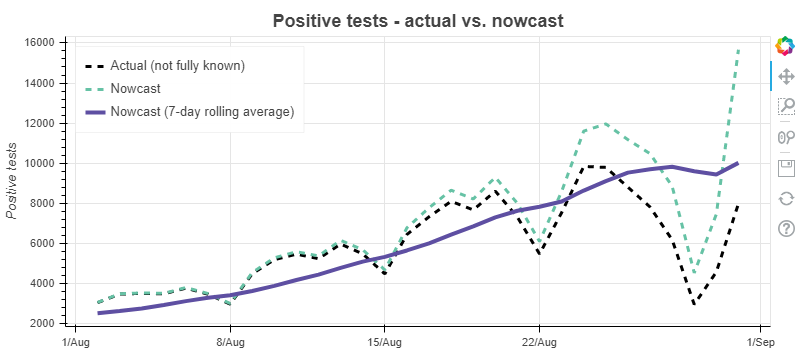 Positive tests - actual vs. nowcast
16000
14000
12000
10000
8000
6000
4000
2000
Positive tests
Actual (not fully known)
Nowcast
Nowcast (7-day rolling average)
1/Aug
8/Aug
15/Aug
22/Aug
1/Sep